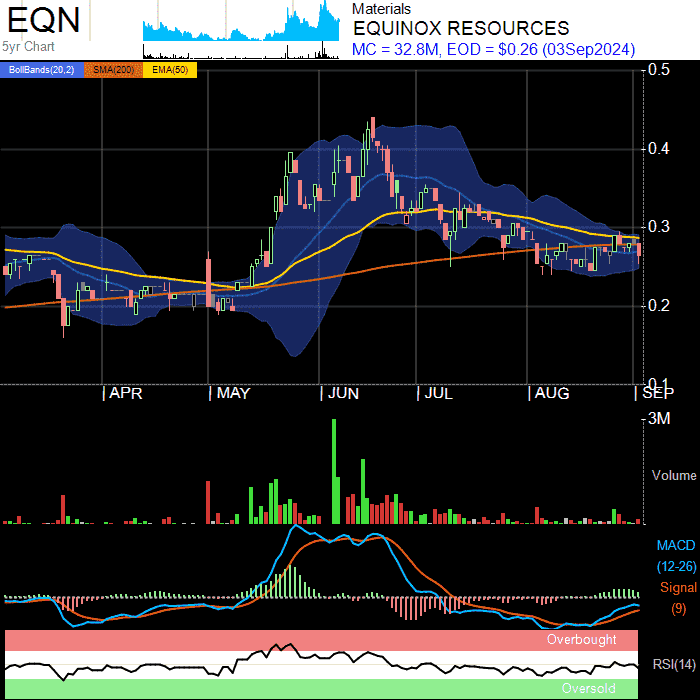 EQN
5yr Chart
Materials
EQUINOX RESOURCES
MC = 32.8M, EOD = $0.26 (03Sep2024)
BollBands(20,2) SMA(200) EMA(50)
0.5
0.4
0.3
0.2
0.1
APR MAY JUN JUL AUG SEP
3M
Volume
MACD
(12-26)
Signal
(9)
Overbought
RSI(14)
Oversold